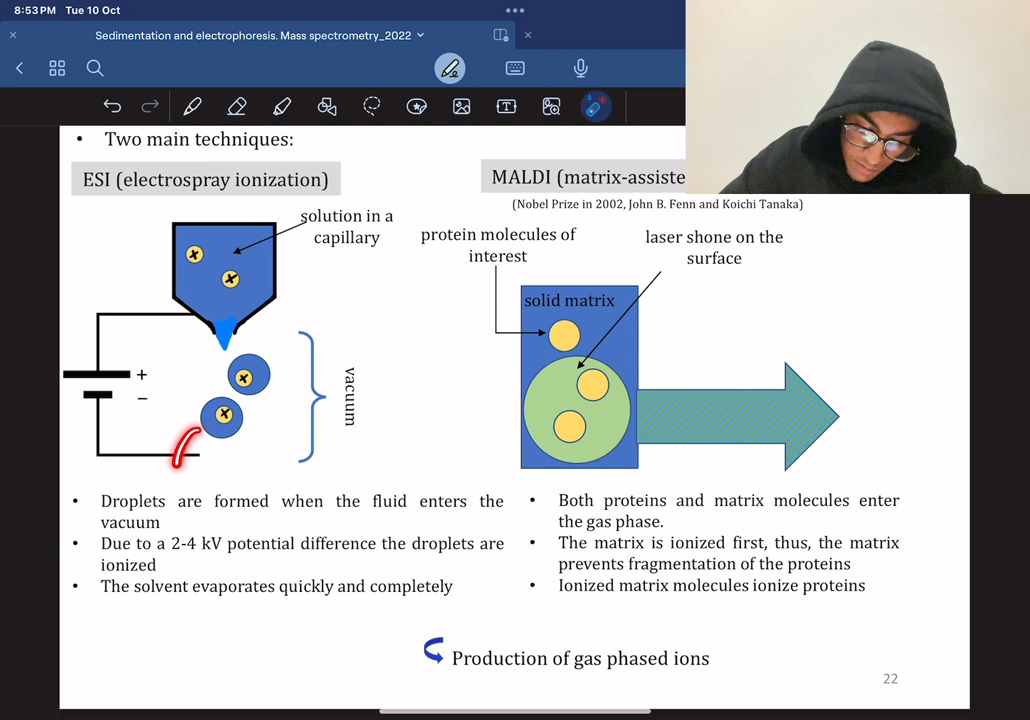 8:53 PM Tue 10 Oct
Sedimentation and electrophoresis. Mass spectrometry_2022
• Two main techniques:
ESI (electrospray ionization)
solution in a
capillary
+
−
vacuum
• Droplets are formed when the fluid enters the
vacuum
• Due to a 2-4 kV potential difference the droplets are
ionized
• The solvent evaporates quickly and completely
MALDI (matrix-assiste
(Nobel Prize in 2002, John B. Fenn and Koichi Tanaka)
protein molecules of
interest
laser shone on the
surface
solid matrix
• Both proteins and matrix molecules enter
the gas phase.
• The matrix is ionized first, thus, the matrix
prevents fragmentation of the proteins
• Ionized matrix molecules ionize proteins
Production of gas phased ions
22